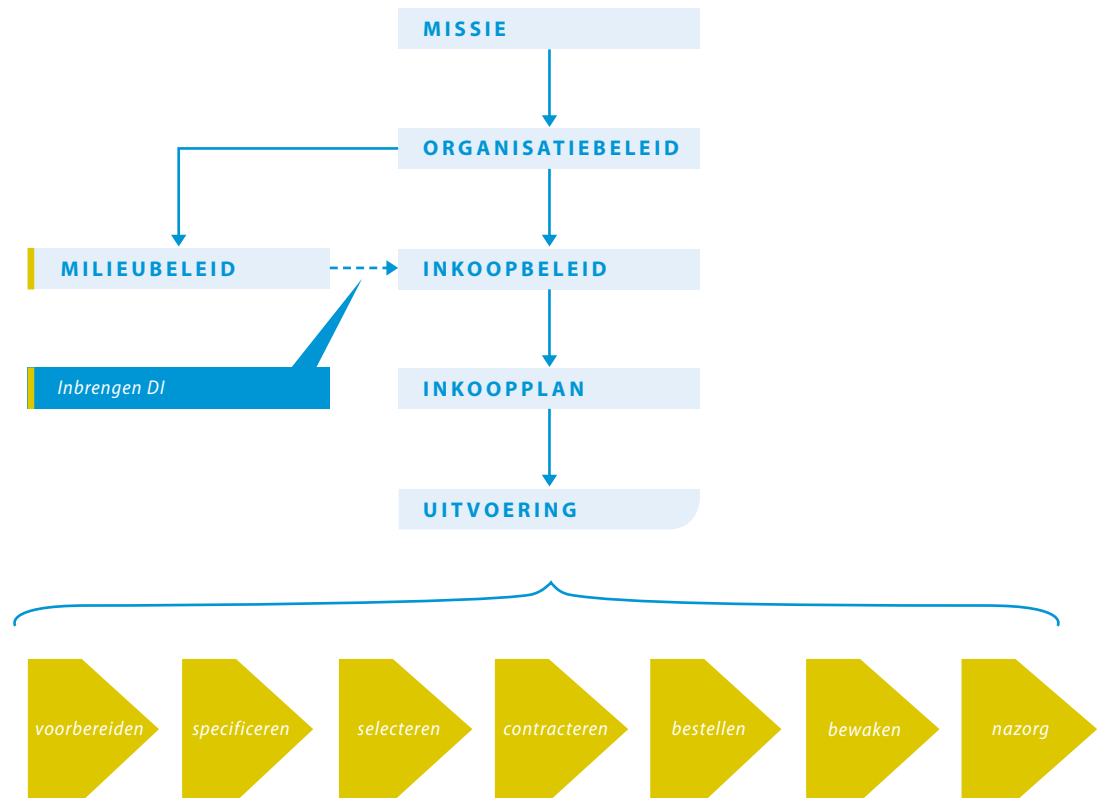 MISSIE
ORGANISATIEBELEID
MILIEUBELEID
INKOOPBELEID
Inbrengen DI
INKOOPPLAN
UITVOERING
voorbereiden
specificeren
selecteren
contracteren
bestellen
bewaken
nazorg